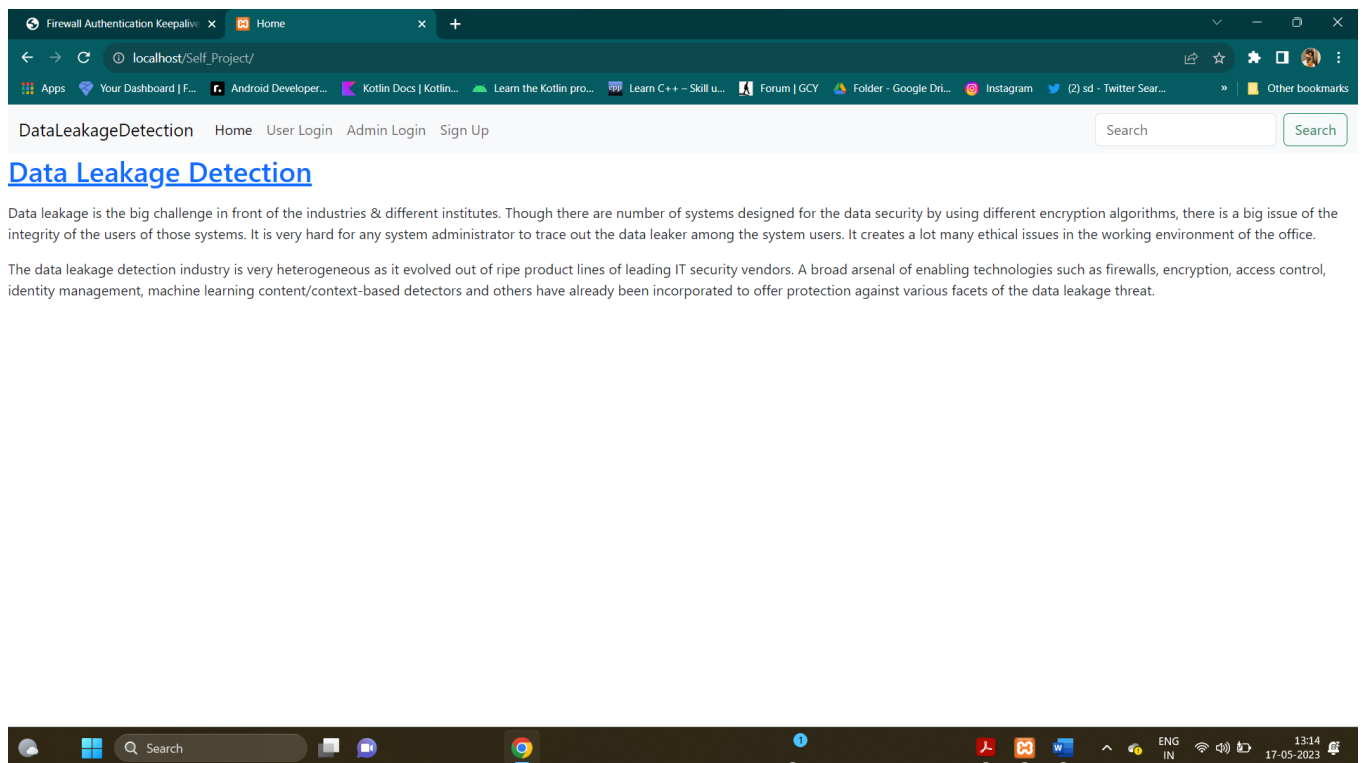 Firewall Authentication Keepalive
Home
localhost/Self_Project/
Apps Your Dashboard | F... Android Developer... Kotlin Docs | Kotlin... Learn the Kotlin pro... Learn C++ – Skill u... Forum | GCY Folder - Google Dri... Instagram (2) sd - Twitter Sear... » Other bookmarks
DataLeakageDetection Home User Login Admin Login Sign Up Search Search
Data Leakage Detection
Data leakage is the big challenge in front of the industries & different institutes. Though there are number of systems designed for the data security by using different encryption algorithms, there is a big issue of the
integrity of the users of those systems. It is very hard for any system administrator to trace out the data leaker among the system users. It creates a lot many ethical issues in the working environment of the office.
The data leakage detection industry is very heterogeneous as it evolved out of ripe product lines of leading IT security vendors. A broad arsenal of enabling technologies such as firewalls, encryption, access control,
identity management, machine learning content/context-based detectors and others have already been incorporated to offer protection against various facets of the data leakage threat.
Search
1
ENG
IN
13:14
17-05-2023